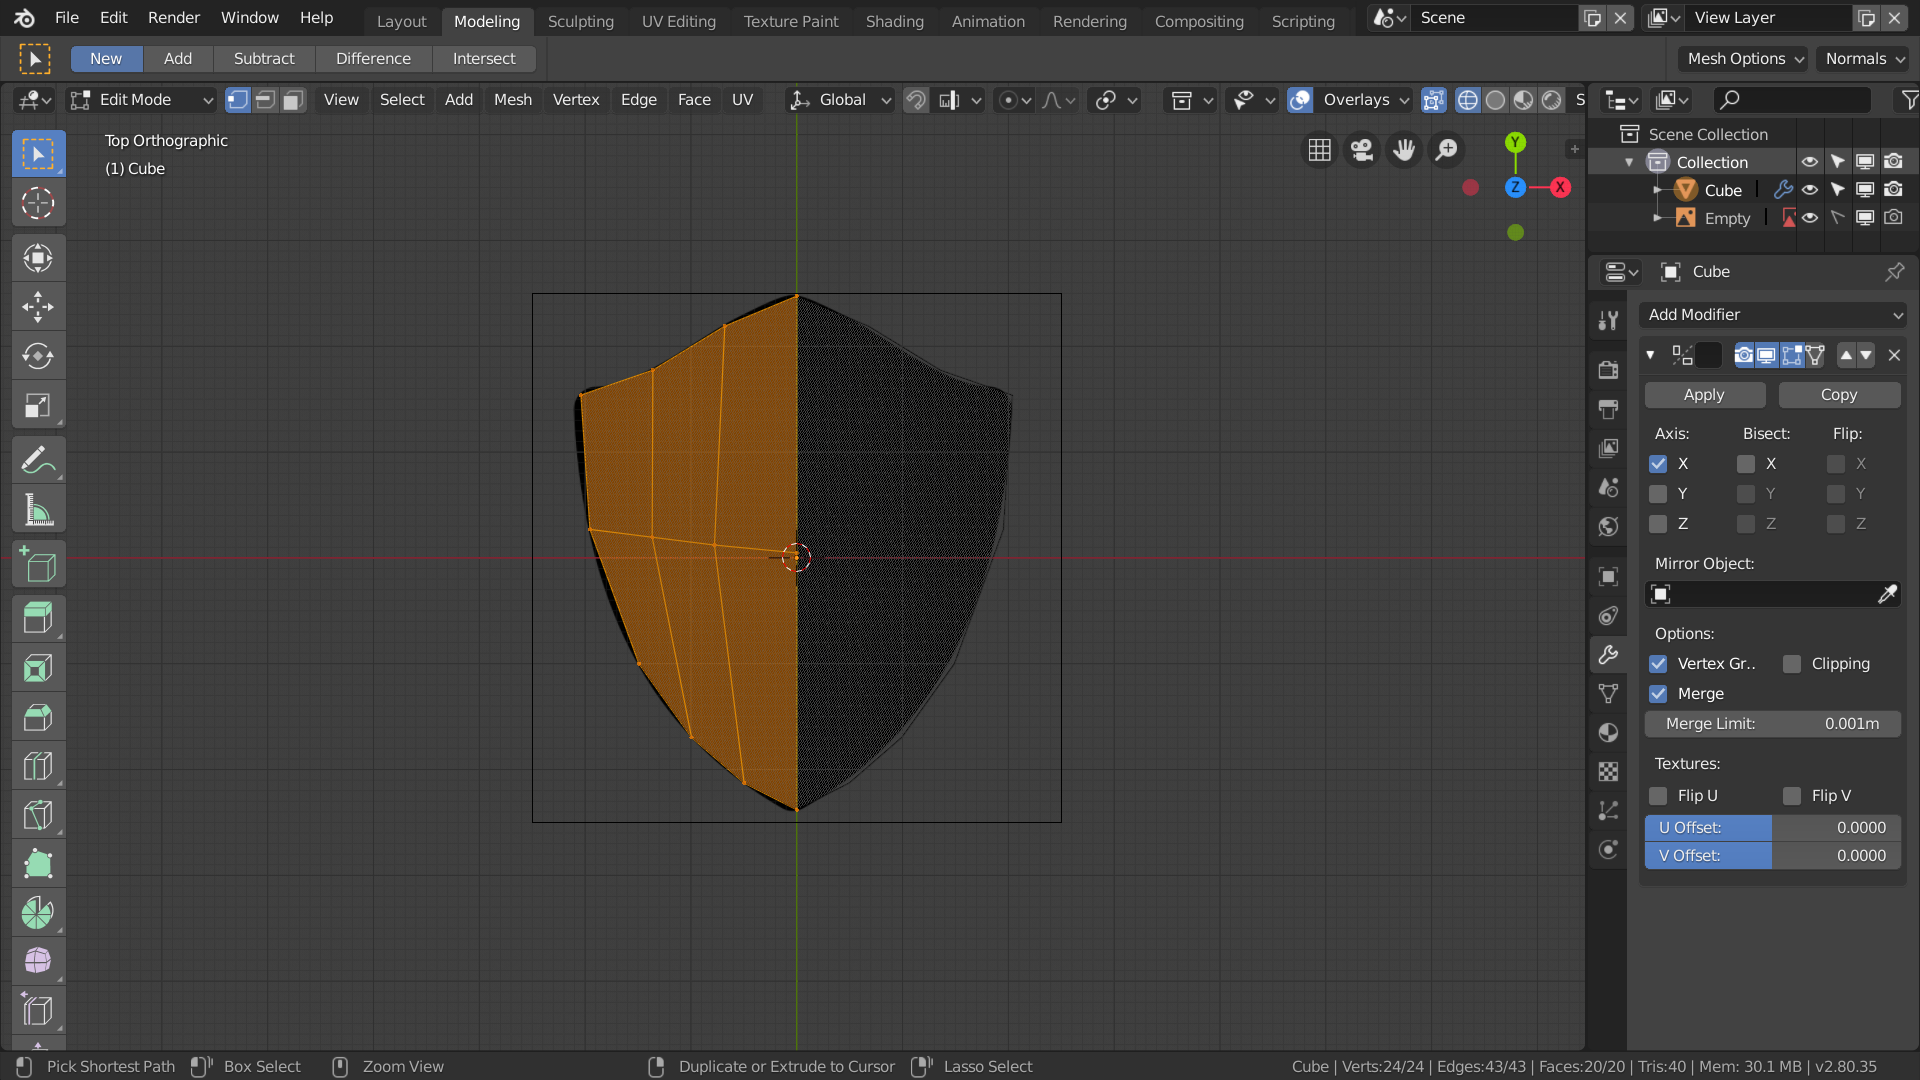 File Edit Render Window Help Layout Modeling Sculpting UV Editing Texture Paint Shading Animation Rendering Compositing Scripting Scene View Layer
New Add Subtract Difference Intersect Mesh Options Normals
Edit Mode View Select Add Mesh Vertex Edge Face UV Global Overlays S
Top Orthographic
(1) Cube
Y
Z X
Scene Collection
Collection
Cube
Empty
Cube
Add Modifier
Apply Copy
Axis: Bisect: Flip:
X X X
Y Y Y
Z Z Z
Mirror Object:
Options:
Vertex Gr.. Clipping
Merge
Merge Limit: 0.001m
Textures:
Flip U Flip V
U Offset: 0.0000
V Offset: 0.0000
Pick Shortest Path Box Select Zoom View Duplicate or Extrude to Cursor Lasso Select Cube | Verts:24/24 | Edges:43/43 | Faces:20/20 | Tris:40 | Mem: 30.1 MB | v2.80.35